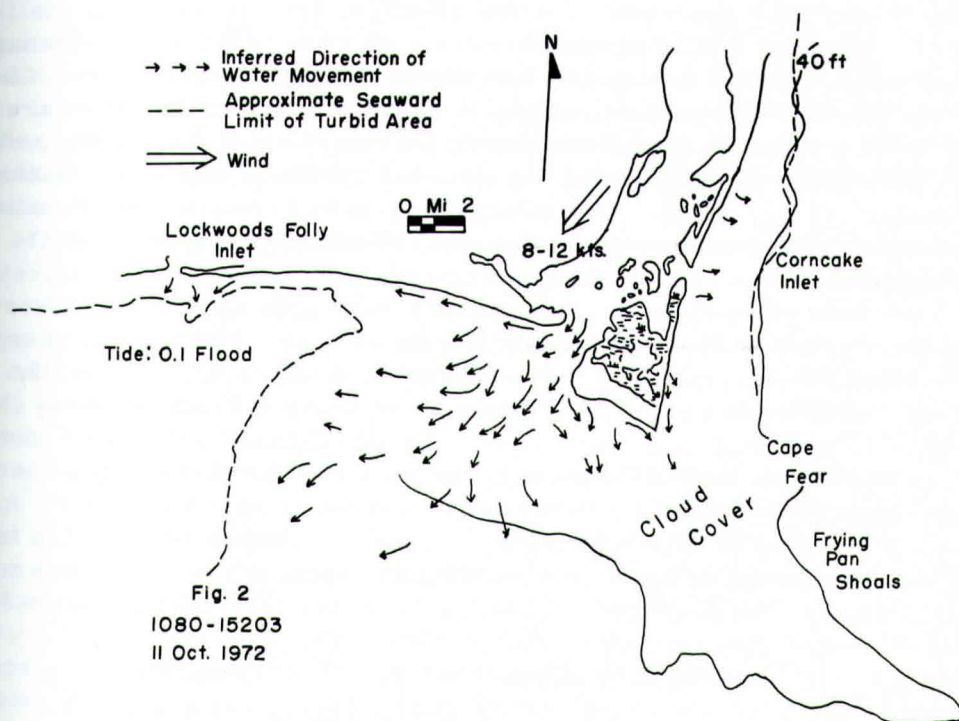 Inferred Direction of
Water Movement
Approximate Seaward
Limit of Turbid Area
Wind
N
40 ft
0 Mi 2
8-12 kts.
Lockwoods Folly
Inlet
Corncake
Inlet
Tide: 0.1 Flood
Cape
Fear
Cloud
Cover
Frying
Pan
Shoals
Fig. 2
1080-15203
11 Oct. 1972